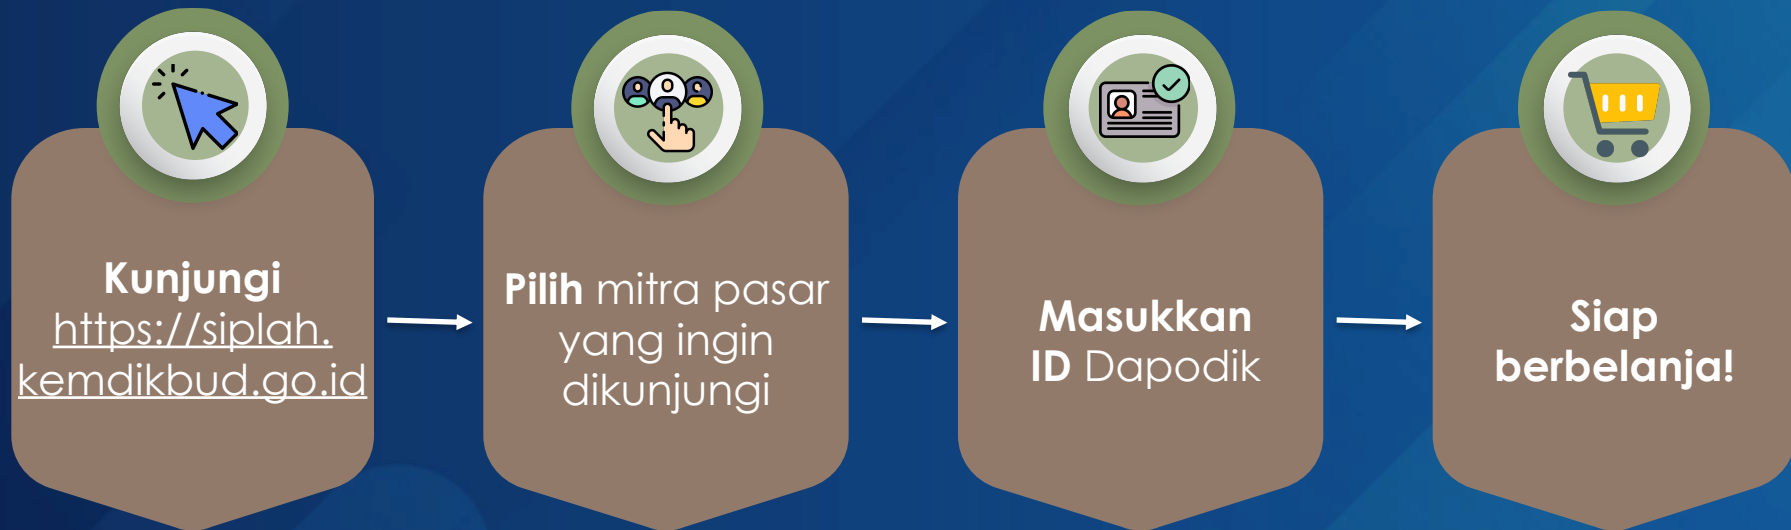 Kunjungi
https://siplah.
kemdikbud.go.id
Pilih mitra pasar
yang ingin
dikunjungi
Masukkan
ID Dapodik
Siap
berbelanja!